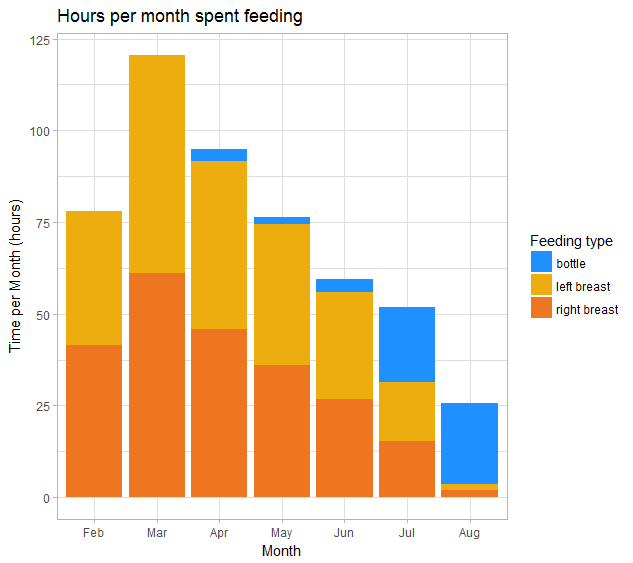 Hours per month spent feeding
125
100
75
50
25
0
Time per Month (hours)
Feb Mar Apr May Jun Jul Aug
Month
Feeding type
bottle
left breast
right breast